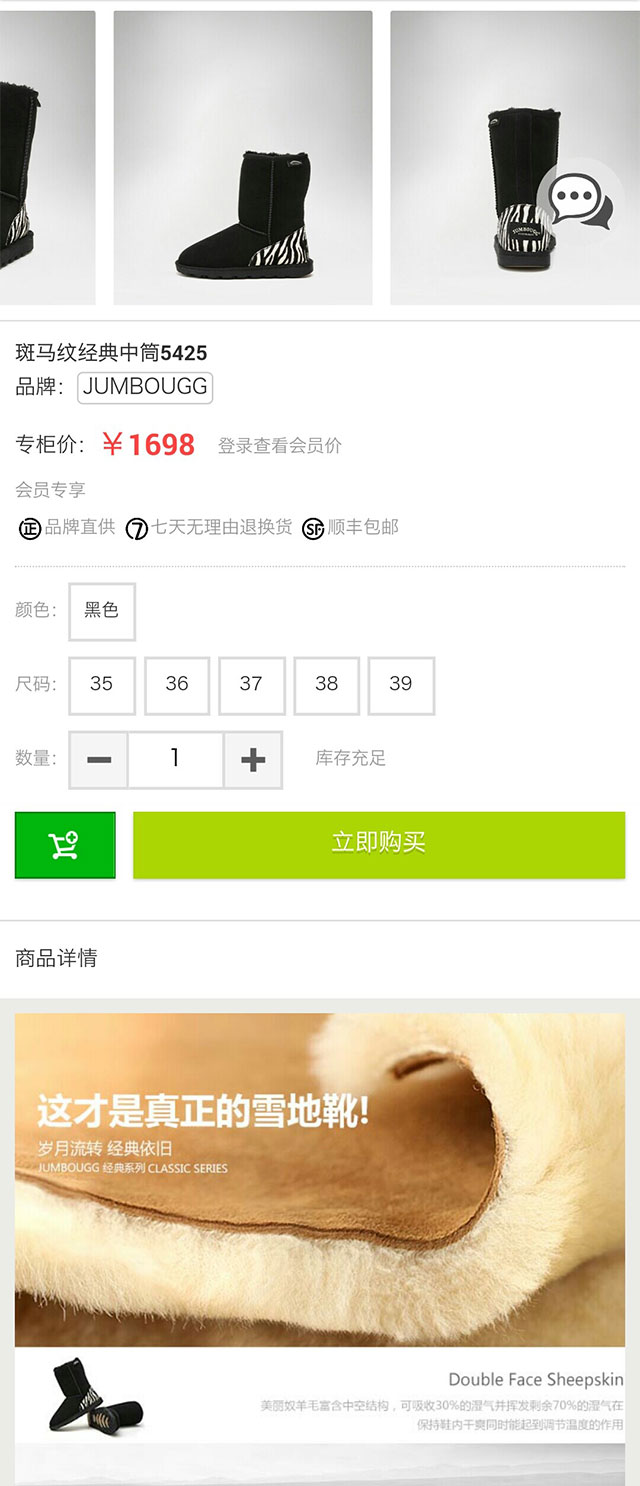 JUMBOUGG
斑马纹经典中筒5425
品牌: JUMBOUGG
专柜价: ￥1698 登录查看会员价
会员专享
正 品牌直供 7 七天无理由退换货 SF 顺丰包邮
颜色: 黑色
尺码: 35 36 37 38 39
数量: 1 库存充足
立即购买
商品详情
这才是真正的雪地靴!
岁月流转 经典依旧
JUMBOUGG 经典系列 CLASSIC SERIES
Double Face Sheepskin
美丽奴羊毛富含中空结构，可吸收30%的湿气并挥发剩余70%的湿气在
保持鞋内干爽同时能起到调节温度的作用